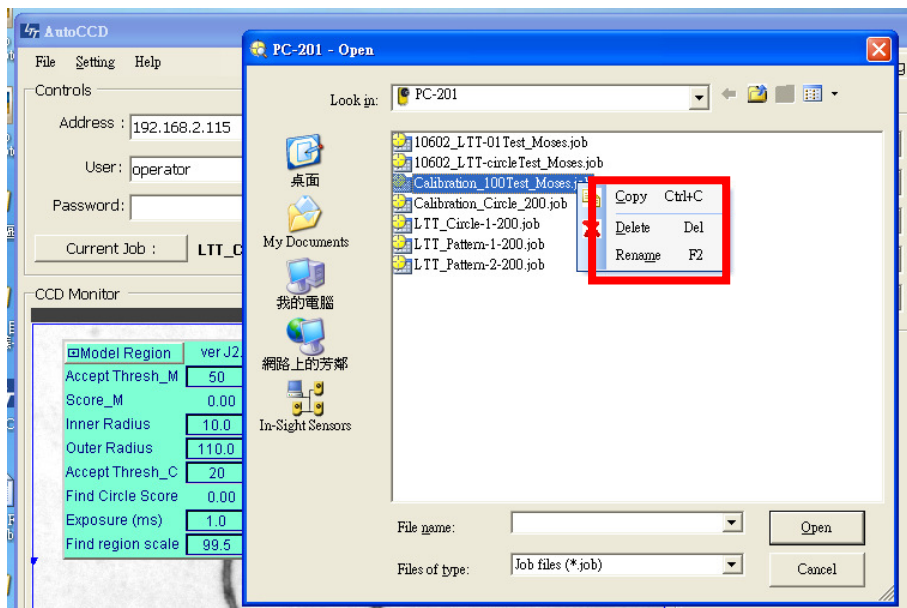 AutoCCD
File Setting Help
Controls
Address : 192.168.2.115
User: operator
Password:
Current Job : LTT_C
CCD Monitor
Model Region ver J2.
Accept Thresh_M 50
Score_M 0.00
Inner Radius 10.0
Outer Radius 110.0
Accept Thresh_C 20
Find Circle Score 0.00
Exposure (ms) 1.0
Find region scale 99.5
PC-201 - Open
Look in: PC-201
桌面
My Documents
我的電腦
網路上的芳鄰
In-Sight Sensors
10602_LTT-01Test_Moses.job
10602_LTT-circleTest_Moses.job
Calibration_100Test_Moses.job
Calibration_Circle_200.job
LTT_Circle-1-200.job
LTT_Pattern-1-200.job
LTT_Pattern-2-200.job
Copy Ctrl+C
Delete Del
Rename F2
File name:
Open
Files of type: Job files (*.job)
Cancel